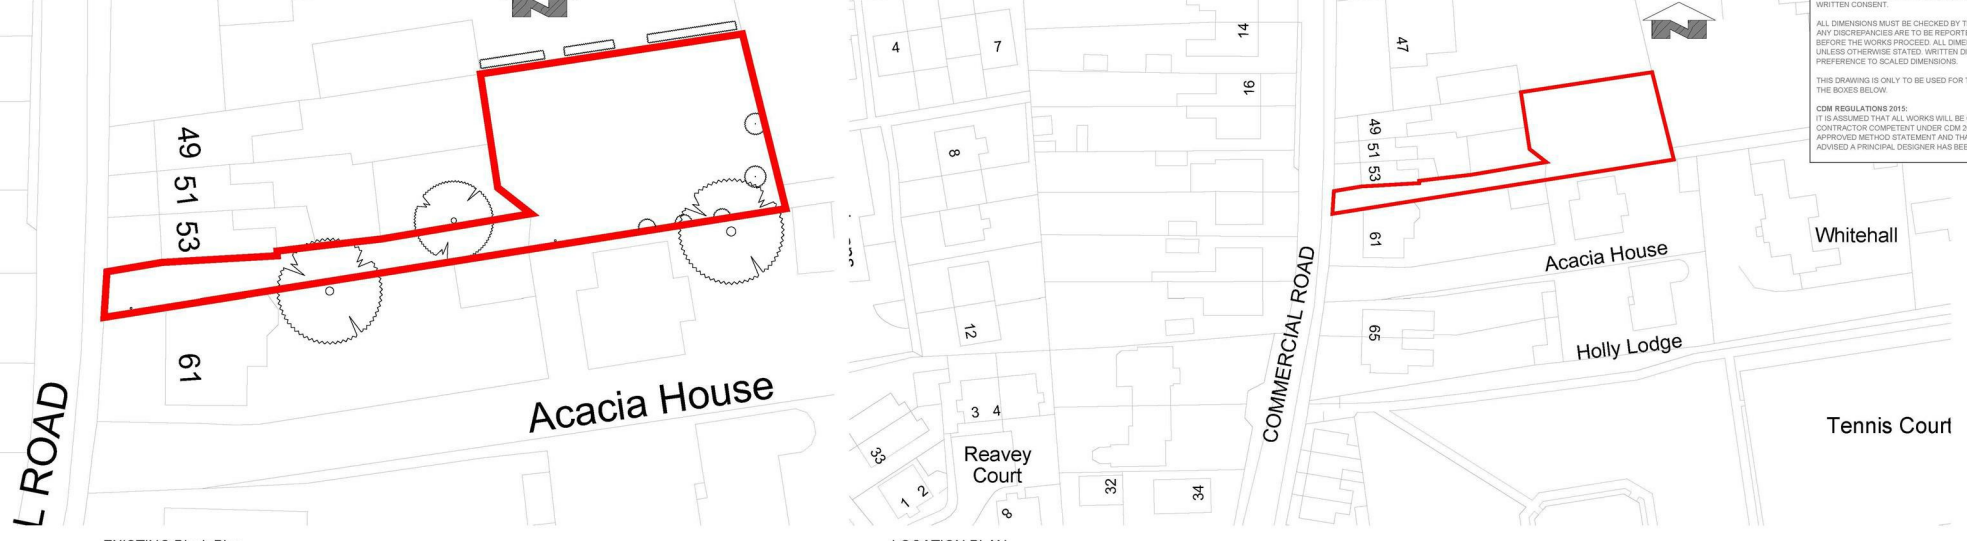 N
49
51
53
61
L ROAD
Acacia House
4
7
8
12
14
16
3 4
33
1 2
8
Reavey
Court
32
34
COMMERCIAL ROAD
47
49
51
53
61
65
Acacia House
Holly Lodge
Whitehall
Tennis Court
N
WRITTEN CONSENT.
ALL DIMENSIONS MUST BE CHECKED BY
ANY DISCREPANCIES ARE TO BE
BEFORE THE WORKS PROCEED. ALL
UNLESS OTHERWISE STATED. WRITTEN
PREFERENCE TO SCALED DIMENSIONS.
THIS DRAWING IS ONLY TO BE USED FOR
THE BOXES BELOW.
CDM REGULATIONS 2015:
IT IS ASSUMED THAT ALL WORKS WILL BE
CONTRACTOR COMPETENT UNDER CDM
APPROVED METHOD STATEMENT AND
ADVISED A PRINCIPAL DESIGNER HAS